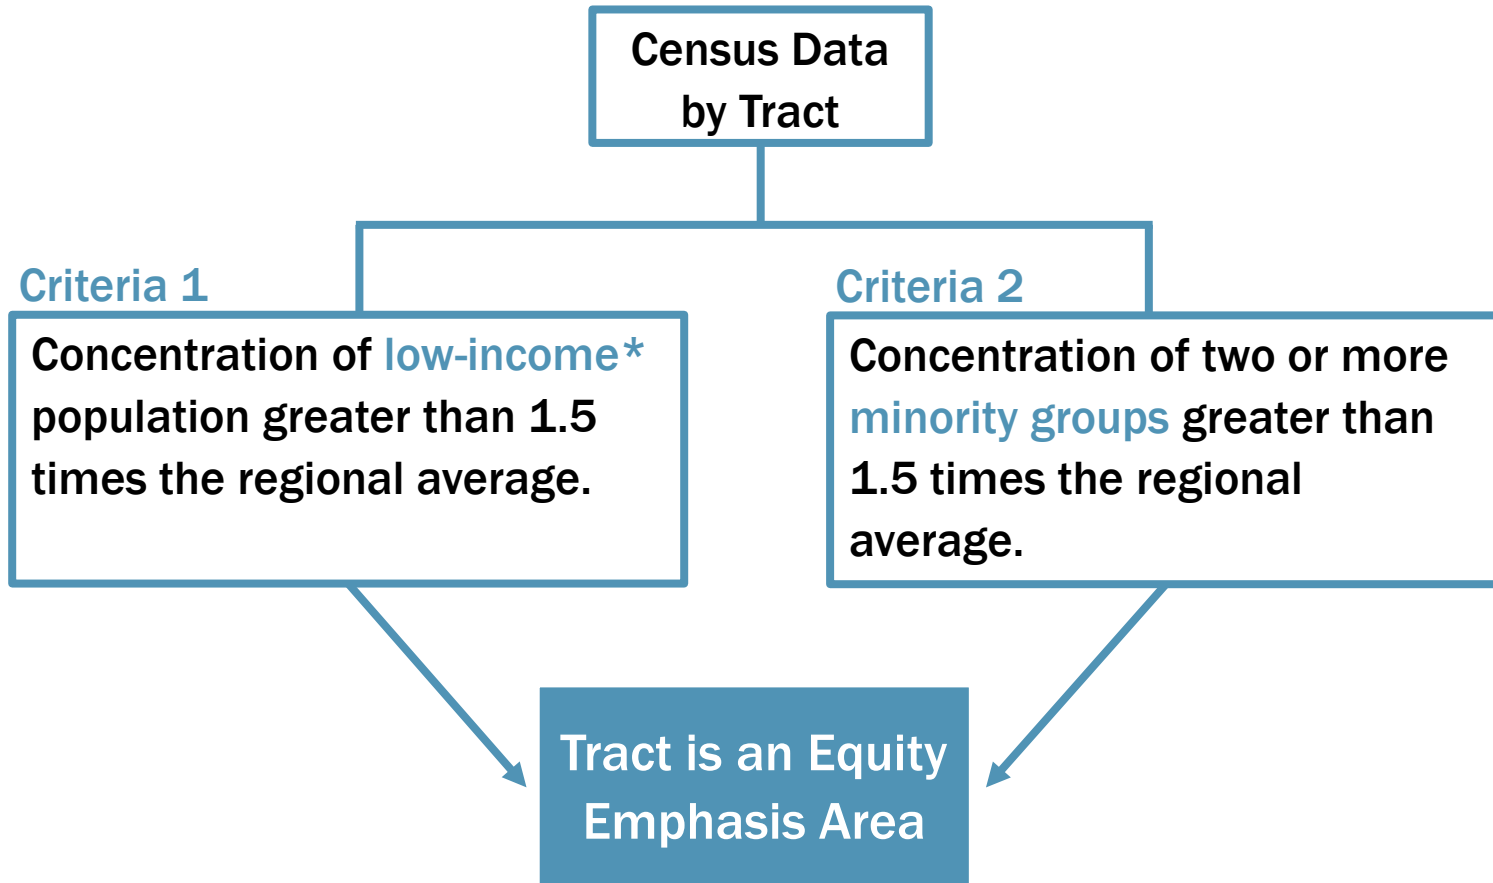 Census Data
by Tract
Criteria 1
Concentration of low-income*
population greater than 1.5
times the regional average.
Criteria 2
Concentration of two or more
minority groups greater than
1.5 times the regional
average.
Tract is an Equity
Emphasis Area